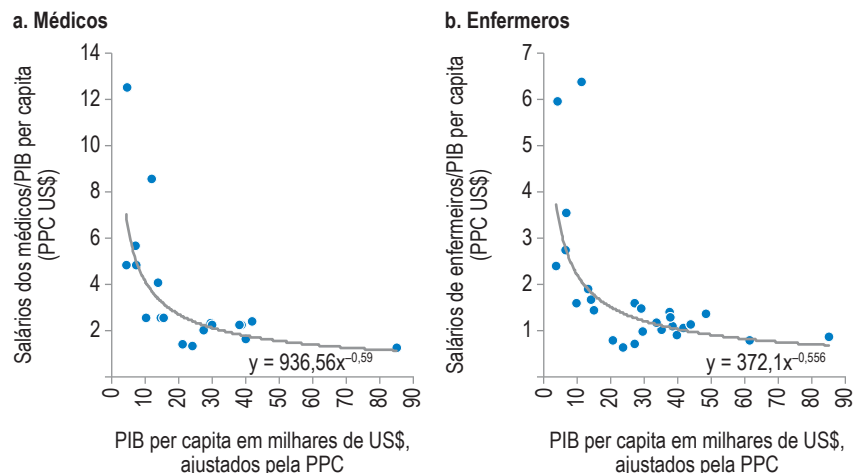 a. Médicos
Salários dos médicos/PIB per capita
(PPC US$)
14
12
10
8
6
4
2
y = 936,56x⁻⁰,⁵⁹
0
10
20
30
40
50
60
70
80
90
PIB per capita em milhares de US$,
ajustados pela PPC
b. Enfermeros
Salários de enfermeiros/PIB per capita
(PPC US$)
7
6
5
4
3
2
1
0
y = 372,1x⁻⁰,⁵⁵⁶
0
10
20
30
40
50
60
70
80
90
PIB per capita em milhares de US$,
ajustados pela PPC